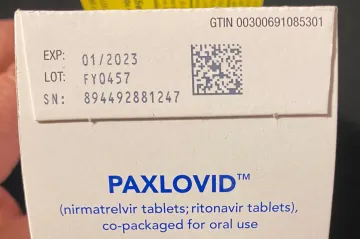 GTIN 00300691085301
EXP: 01/2023
LOT: FY0457
SN: 894492881247
PAXLOVID™
(nirmatrelvir tablets; ritonavir tablets),
co-packaged for oral use